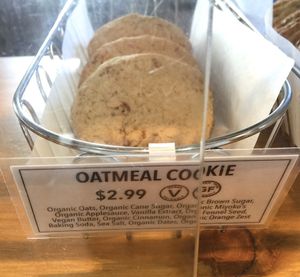 OATMEAL COOKIE
$2.99 V GF
Organic Oats, Organic Cane Sugar, Brown Sugar,
Organic Applesauce, Vanilla Extract, Organic Miyoko's
Vegan Butter, Organic Cinnamon, Fennel Seed,
Baking Soda, Sea Salt, Organic Dates, Orange Zest